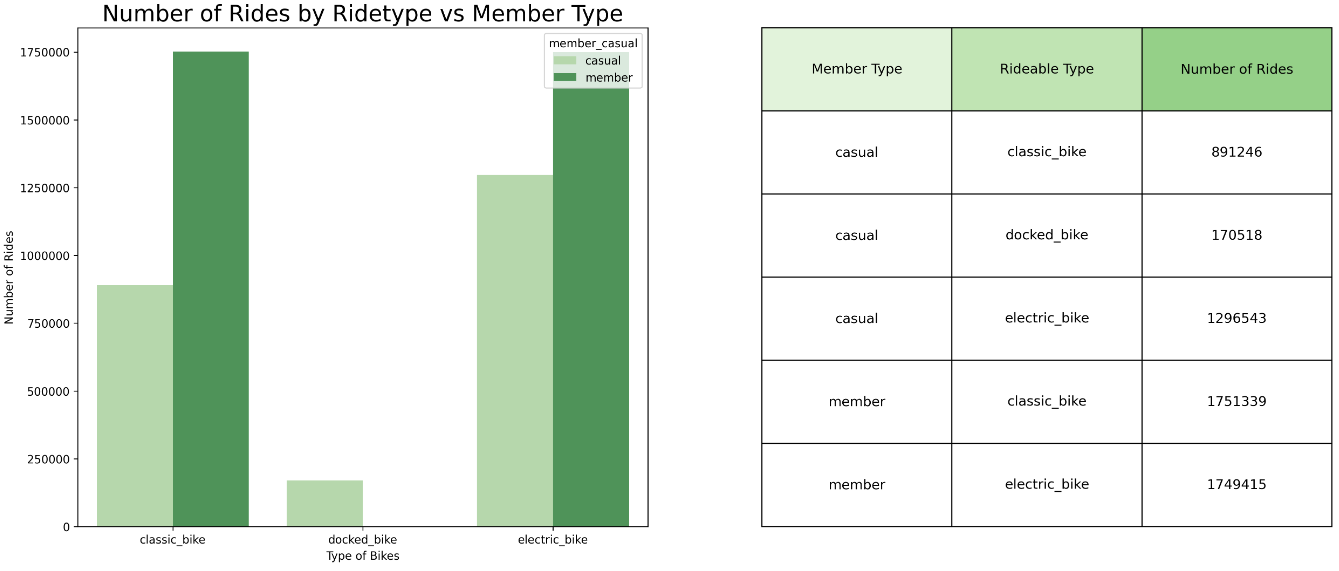 Number of Rides by Ridetype vs Member Type
member_casual
casual
member
1750000
1500000
1250000
1000000
750000
500000
250000
0
Number of Rides
classic_bike docked_bike electric_bike
Type of Bikes
Member Type Rideable Type Number of Rides
casual classic_bike 891246
casual docked_bike 170518
casual electric_bike 1296543
member classic_bike 1751339
member electric_bike 1749415